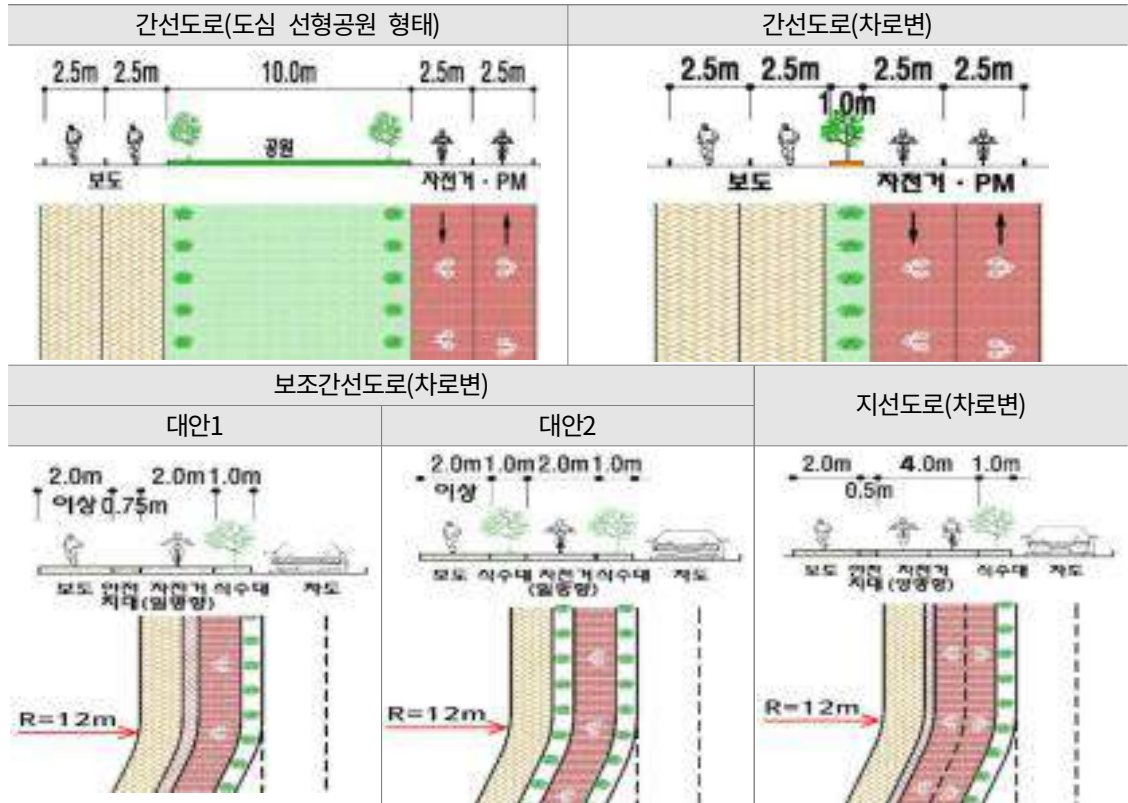 간선도로(도심 선형공원 형태)
간선도로(차로변)
2.5m 2.5m 10.0m 2.5m 2.5m
공원
보도 자전거 · PM
2.5m 2.5m 2.5m 2.5m
1.0m
보도 자전거 · PM
보조간선도로(차로변)
지선도로(차로변)
대안1
대안2
2.0m 2.0m 1.0m
이상 0.75m
보도 안전 자전거 식수대 차도
지대 (일방향)
R=12m
2.0m 1.0m 2.0m 1.0m
이상
보도 식수대 자전거 식수대 차도
(일방향)
R=12m
2.0m 4.0m 1.0m
0.5m
보도 안전 자전거 식수대 차도
지대 (양방향)
R=12m